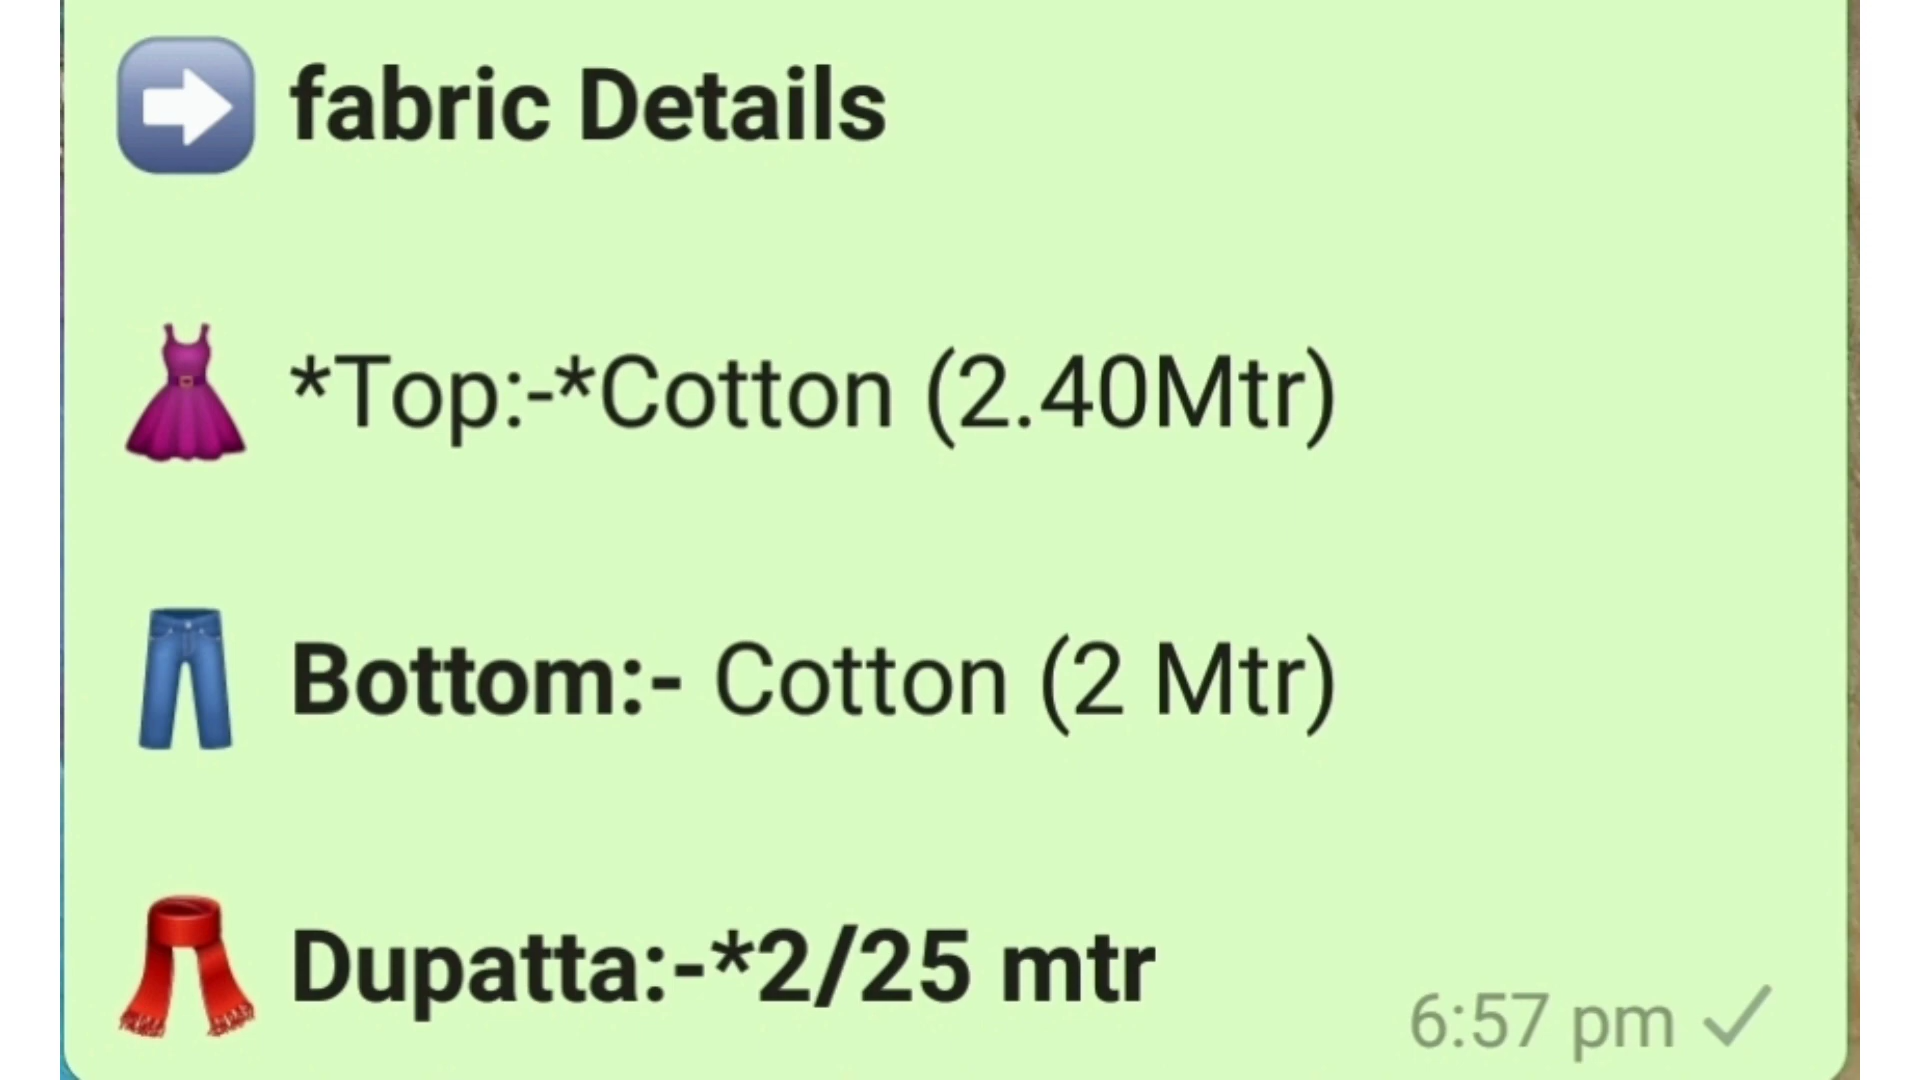 ➡️ fabric Details
👗 *Top:-*Cotton (2.40Mtr)
👖 Bottom:- Cotton (2 Mtr)
🧣 Dupatta:-*2/25 mtr
6:57 pm ✓